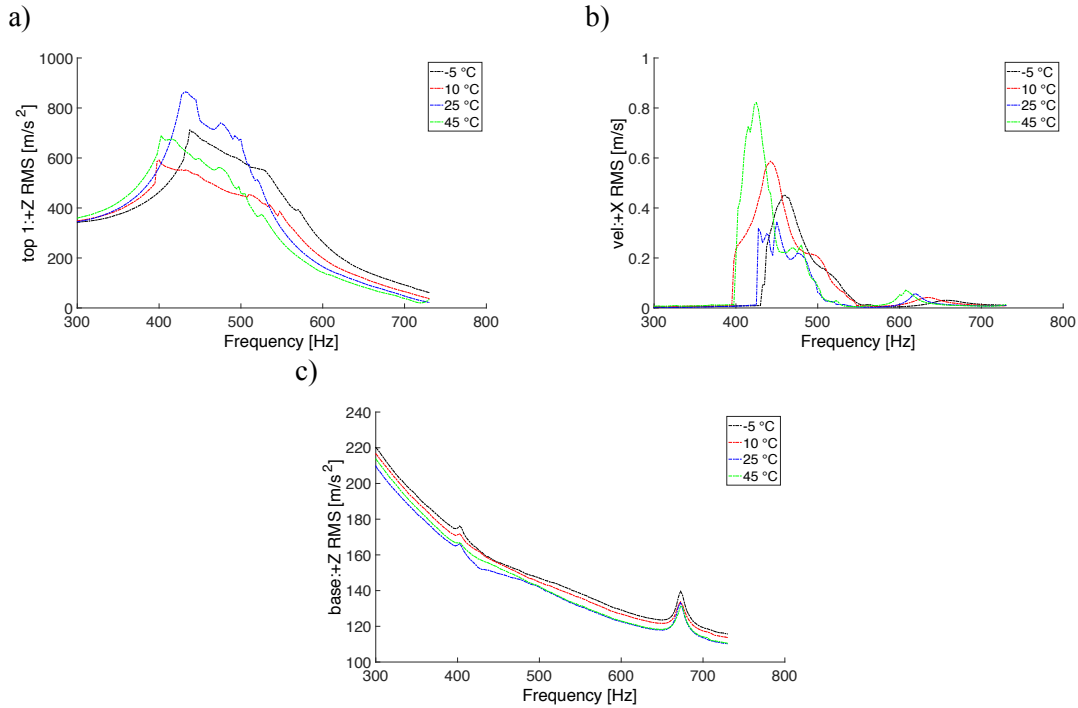 a)
top 1:+Z RMS [m/s 2]
1000
800
600
400
200
0
300 400 500 600 700 800
Frequency [Hz]
-5 °C
10 °C
25 °C
45 °C
b)
vel:+X RMS [m/s]
1
0.8
0.6
0.4
0.2
0
300 400 500 600 700 800
Frequency [Hz]
-5 °C
10 °C
25 °C
45 °C
c)
base:+Z RMS [m/s 2]
240
220
200
180
160
140
120
100
300 400 500 600 700 800
Frequency [Hz]
-5 °C
10 °C
25 °C
45 °C